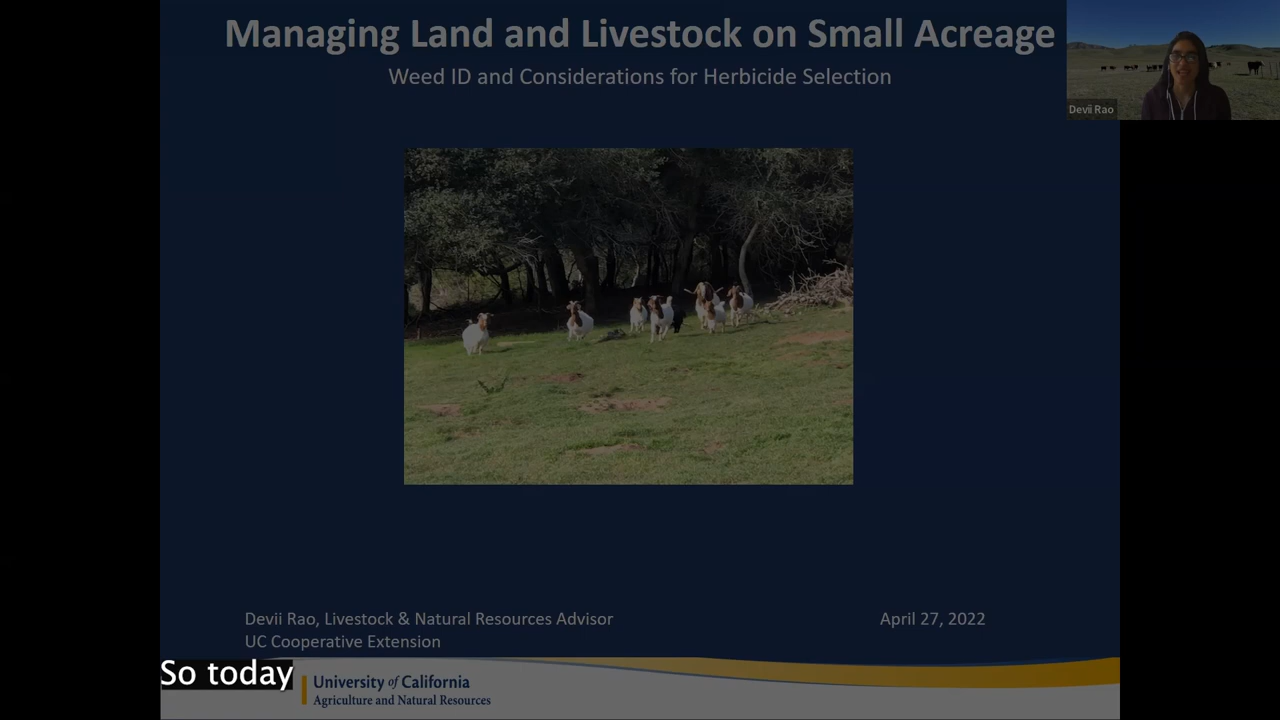 Managing Land and Livestock on Small Acreage
Weed ID and Considerations for Herbicide Selection
Devii Rao
Devii Rao, Livestock & Natural Resources Advisor
April 27, 2022
UC Cooperative Extension
So today
University of California
Agriculture and Natural Resources